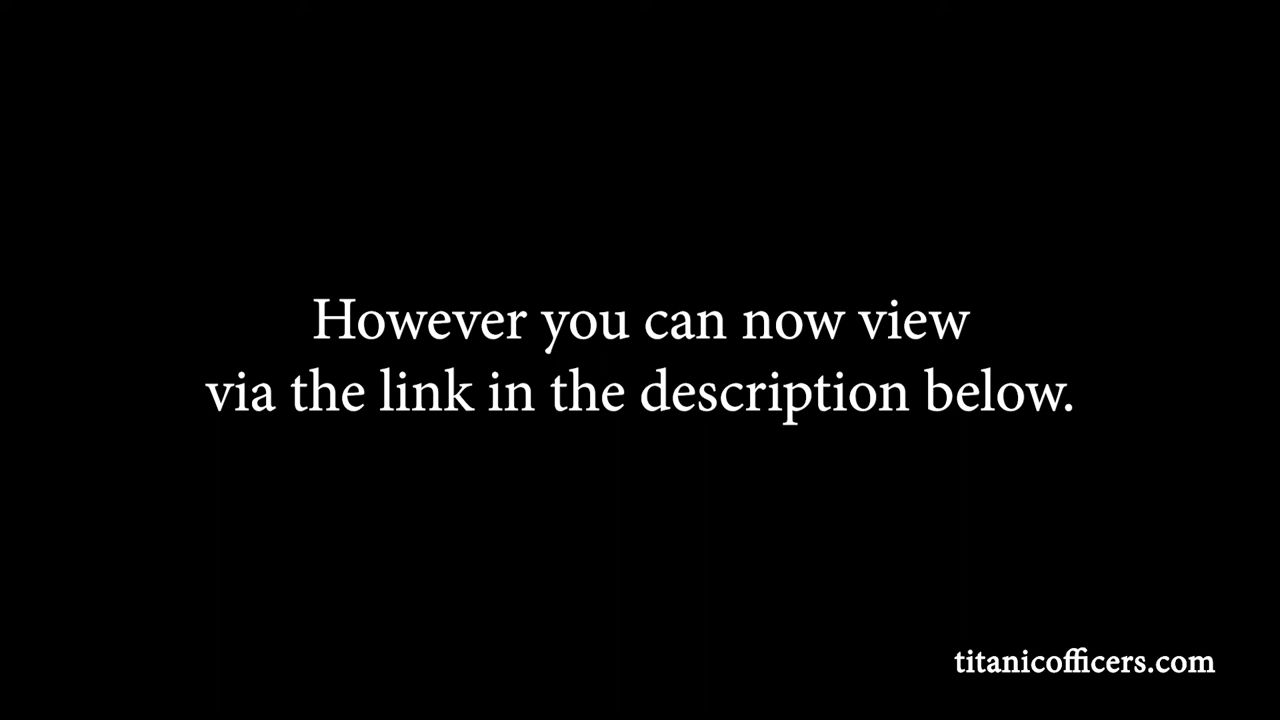 However you can now view
via the link in the description below.
titanicofficers.com